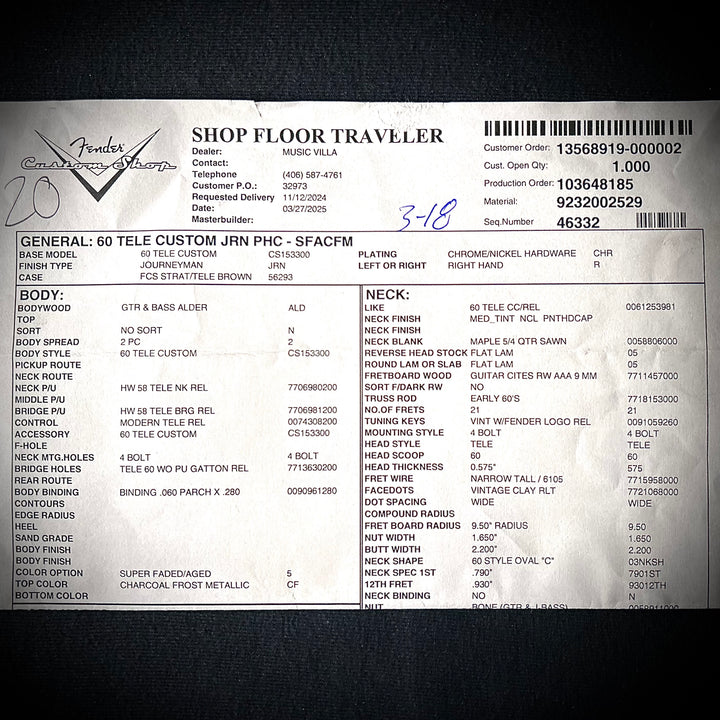 Fender
Custom Shop
20
SHOP FLOOR TRAVELER
Dealer: MUSIC VILLA
Contact:
Telephone (406) 587-4761
Customer P.O.: 32973
Requested Delivery 11/12/2024
Date: 03/27/2025
Masterbuilder:
3-18
Customer Order: 13568919-000002
Cust. Open Qty: 1.000
Production Order: 103648185
Material: 9232002529
Seq.Number 46332
GENERAL: 60 TELE CUSTOM JRN PHC - SFACFM
BASE MODEL 60 TELE CUSTOM CS153300 PLATING CHROME/NICKEL HARDWARE CHR
FINISH TYPE JOURNEYMAN JRN LEFT OR RIGHT RIGHT HAND R
CASE FCS STRAT/TELE BROWN 56293
BODY:
BODYWOOD GTR & BASS ALDER ALD
TOP
SORT NO SORT N
BODY SPREAD 2 PC 2
BODY STYLE 60 TELE CUSTOM CS153300
PICKUP ROUTE
NECK ROUTE
NECK P/U HW 58 TELE NK REL 7706980200
MIDDLE P/U
BRIDGE P/U HW 58 TELE BRG REL 7706981200
CONTROL MODERN TELE REL 0074308200
ACCESSORY 60 TELE CUSTOM CS153300
F-HOLE
NECK MTG.HOLES 4 BOLT 4 BOLT
BRIDGE HOLES TELE 60 WO PU GATTON REL 7713630200
REAR ROUTE
BODY BINDING BINDING .060 PARCH X .280 0090961280
CONTOURS
EDGE RADIUS
HEEL
SAND GRADE
BODY FINISH
BODY FINISH
COLOR OPTION SUPER FADED/AGED 5
TOP COLOR CHARCOAL FROST METALLIC CF
BOTTOM COLOR
NECK:
LIKE 60 TELE CC/REL 0061253981
NECK FINISH MED_TINT NCL PNTHDCAP
NECK FINISH
NECK BLANK MAPLE 5/4 QTR SAWN 0058806000
REVERSE HEAD STOCK FLAT LAM 05
ROUND LAM OR SLAB FLAT LAM 05
FRETBOARD WOOD GUITAR CITES RW AAA 9 MM 7711457000
SORT F/DARK RW NO
TRUSS ROD EARLY 60'S 7718153000
NO.OF FRETS 21 21
TUNING KEYS VINT W/FENDER LOGO REL 0091059260
MOUNTING STYLE 4 BOLT 4 BOLT
HEAD STYLE TELE TELE
HEAD SCOOP 60 60
HEAD THICKNESS 0.575" 575
FRET WIRE NARROW TALL / 6105 7715958000
FACEDOTS VINTAGE CLAY RLT 7721068000
DOT SPACING WIDE WIDE
COMPOUND RADIUS
FRET BOARD RADIUS 9.50" RADIUS 9.50
NUT WIDTH 1.650" 1.650
BUTT WIDTH 2.200" 2.200
NECK SHAPE 60 STYLE OVAL "C" 03NKSH
NECK SPEC 1ST .790" 7901ST
12TH FRET .930" 93012TH
NECK BINDING NO N
NUT BONE (GTR & J-BASS) 0058911000